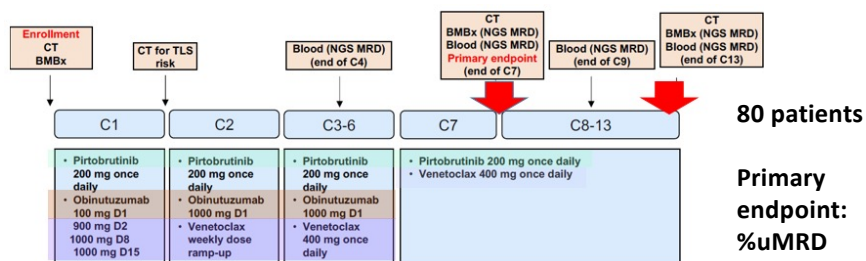 Enrollment
CT
BMBx
CT for TLS
risk
Blood (NGS MRD)
(end of C4)
CT
BMBx (NGS MRD)
Blood (NGS MRD)
Primary endpoint
(end of C7)
Blood (NGS MRD)
(end of C9)
CT
BMBx (NGS MRD)
Blood (NGS MRD)
(end of C13)
C1
C2
C3-6
C7
C8-13
• Pirtobrutinib
200 mg once
daily
• Obinutuzumab
100 mg D1
900 mg D2
1000 mg D8
1000 mg D15
• Pirtobrutinib
200 mg once
daily
• Obinutuzumab
1000 mg D1
• Venetoclax
weekly dose
ramp-up
• Pirtobrutinib
200 mg once
daily
• Obinutuzumab
1000 mg D1
• Venetoclax
400 mg once
daily
• Pirtobrutinib 200 mg once daily
• Venetoclax 400 mg once daily
80 patients
Primary
endpoint:
%uMRD